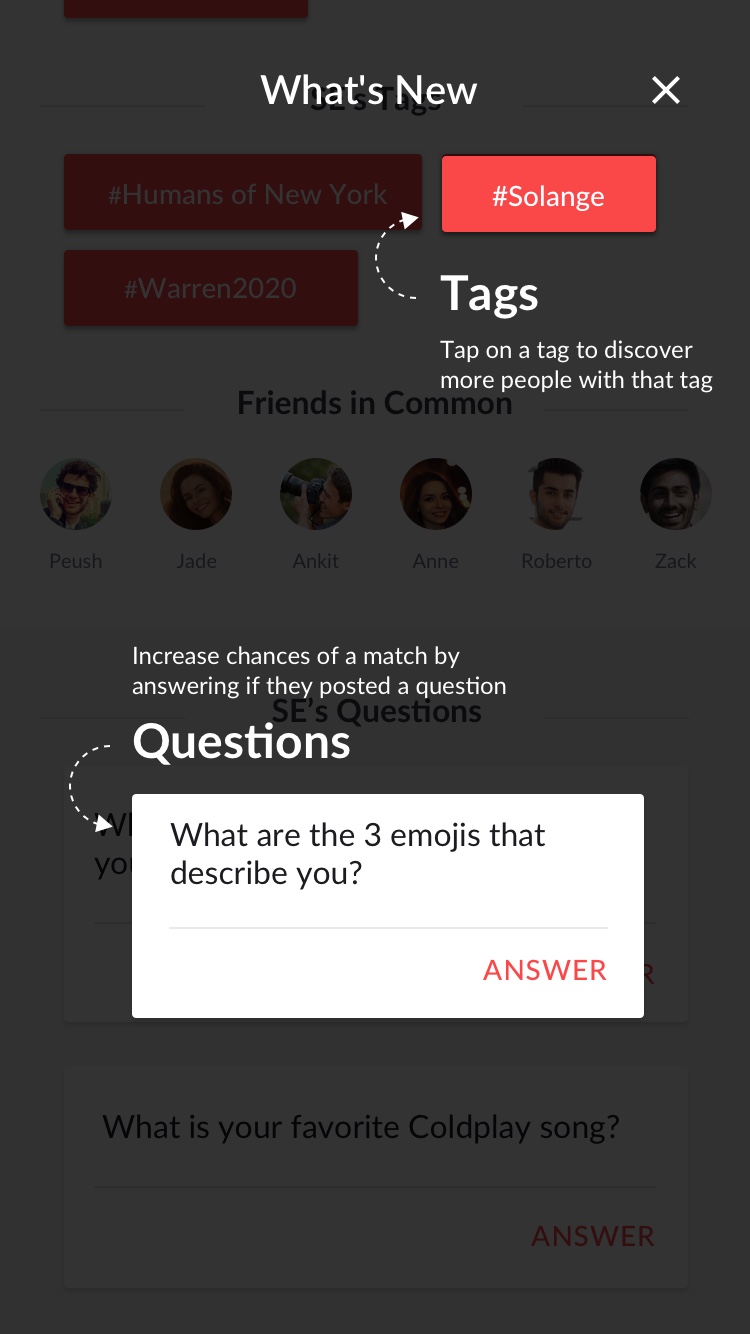 What's New
SE's Tags
#Humans of New York
#Solange
#Warren2020
Tags
Tap on a tag to discover
more people with that tag
Friends in Common
Peush
Jade
Ankit
Anne
Roberto
Zack
Increase chances of a match by
answering if they posted a question
SE's Questions
Questions
What are the 3 emojis that
describe you?
ANSWER
What is your favorite Coldplay song?
ANSWER